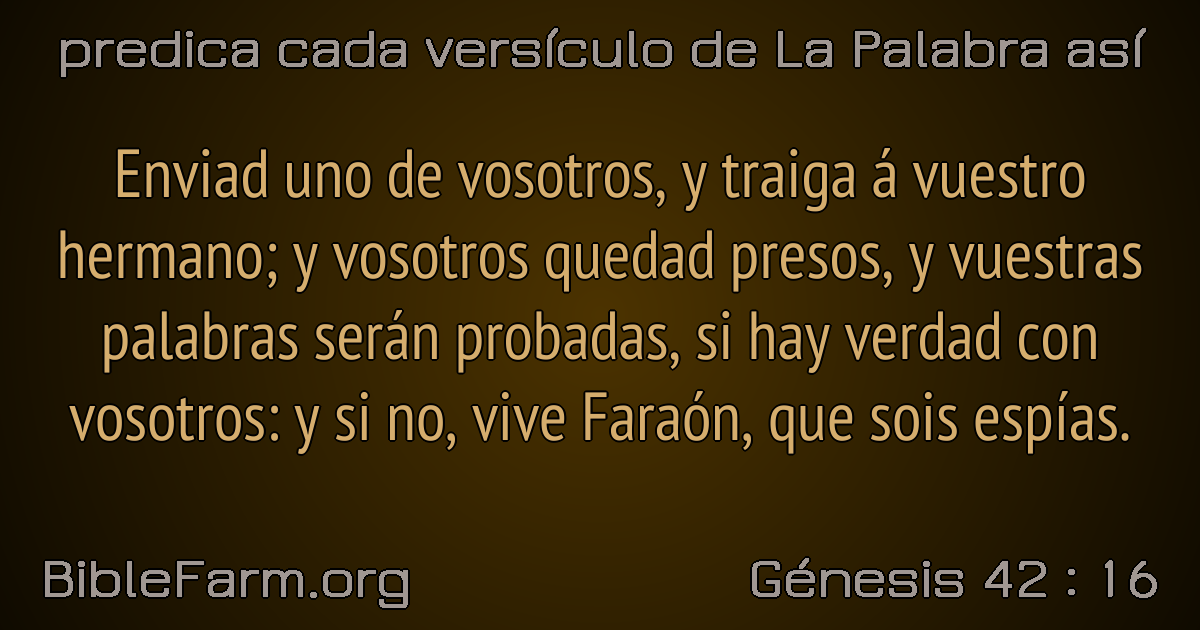 predica cada versículo de La Palabra así
Enviad uno de vosotros, y traiga á vuestro
hermano; y vosotros quedad presos, y vuestras
palabras serán probadas, si hay verdad con
vosotros: y si no, vive Faraón, que sois espías.
BibleFarm.org
Génesis 42 : 16